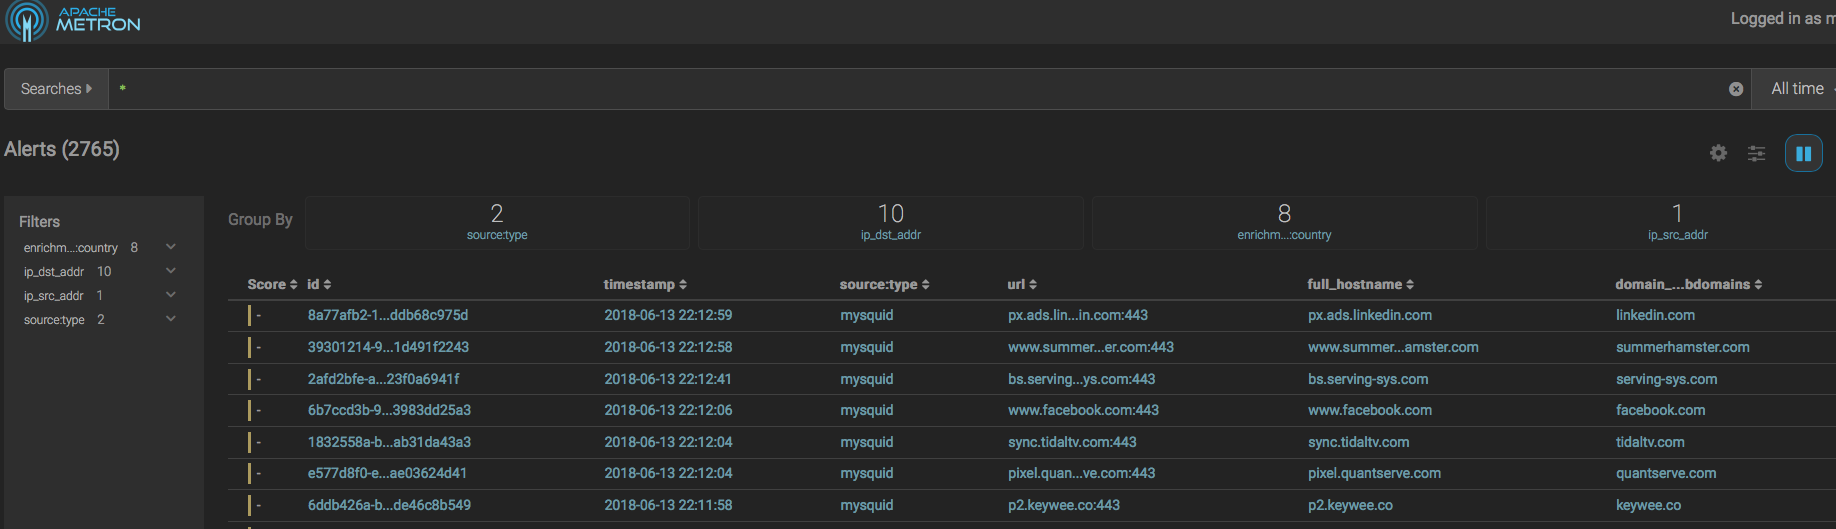 APACHE
METRON
Logged in as m
Searches * All time
Alerts (2765)
Filters
enrichm...:country 8
ip_dst_addr 10
ip_src_addr 1
source:type 2
Group By
2
source:type
10
ip_dst_addr
8
enrichm...:country
1
ip_src_addr
Score id timestamp source:type url full_hostname domain_...bdomains
- 8a77afb2-1...ddb68c975d 2018-06-13 22:12:59 mysquid px.ads.lin...in.com:443 px.ads.linkedin.com linkedin.com
- 39301214-9...1d491f2243 2018-06-13 22:12:58 mysquid www.summer...er.com:443 www.summer...amster.com summerhamster.com
- 2afd2bfe-a...23f0a6941f 2018-06-13 22:12:41 mysquid bs.serving...ys.com:443 bs.serving-sys.com serving-sys.com
- 6b7ccd3b-9...3983dd25a3 2018-06-13 22:12:06 mysquid www.facebook.com:443 www.facebook.com facebook.com
- 1832558a-b...ab31da43a3 2018-06-13 22:12:04 mysquid sync.tidaltv.com:443 sync.tidaltv.com tidaltv.com
- e577d8f0-e...ae03624d41 2018-06-13 22:12:04 mysquid pixel.quan...ve.com:443 pixel.quantserve.com quantserve.com
- 6ddb426a-b...de46c8b549 2018-06-13 22:11:58 mysquid p2.keywee.co:443 p2.keywee.co keywee.co